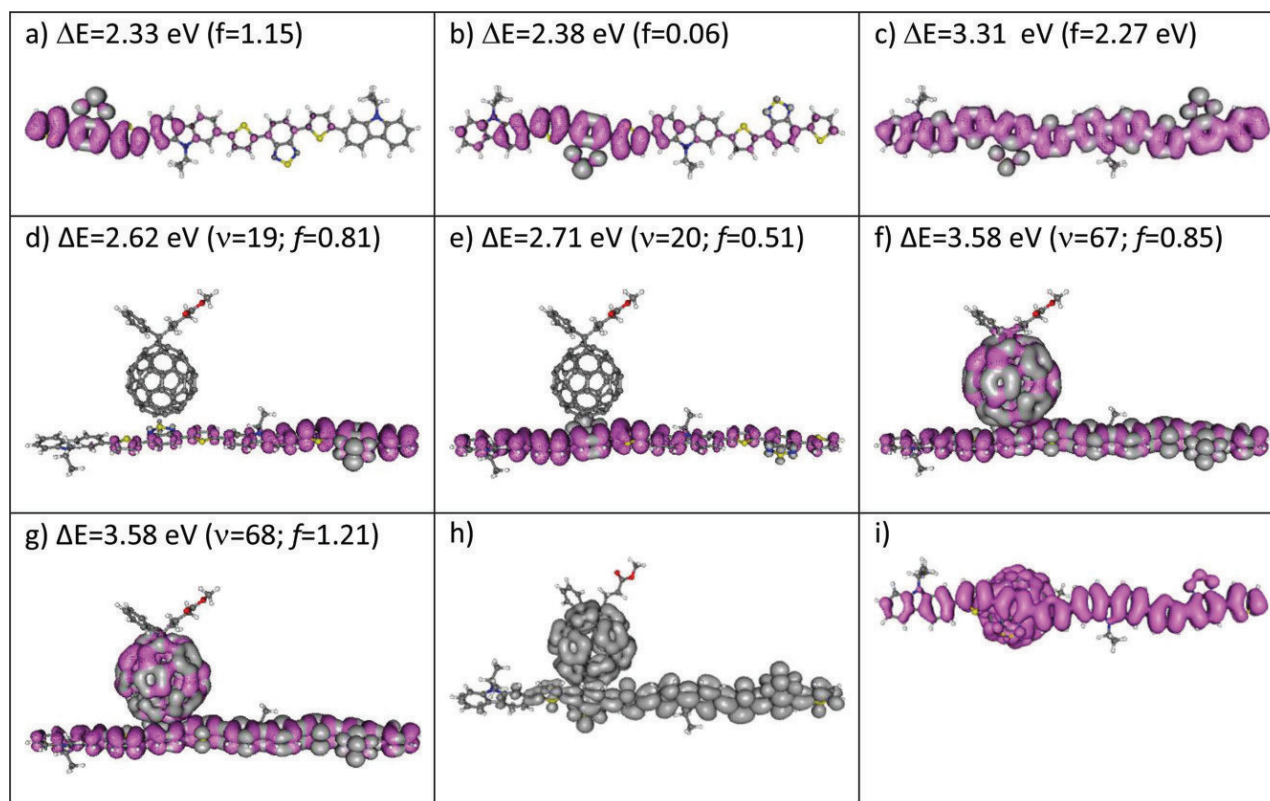 a) ΔE=2.33 eV (f=1.15)
b) ΔE=2.38 eV (f=0.06)
c) ΔE=3.31  eV (f=2.27 eV)
d) ΔE=2.62 eV (ν=19; f=0.81)
e) ΔE=2.71 eV (ν=20; f=0.51)
f) ΔE=3.58 eV (ν=67; f=0.85)
g) ΔE=3.58 eV (ν=68; f=1.21)
h)
i)